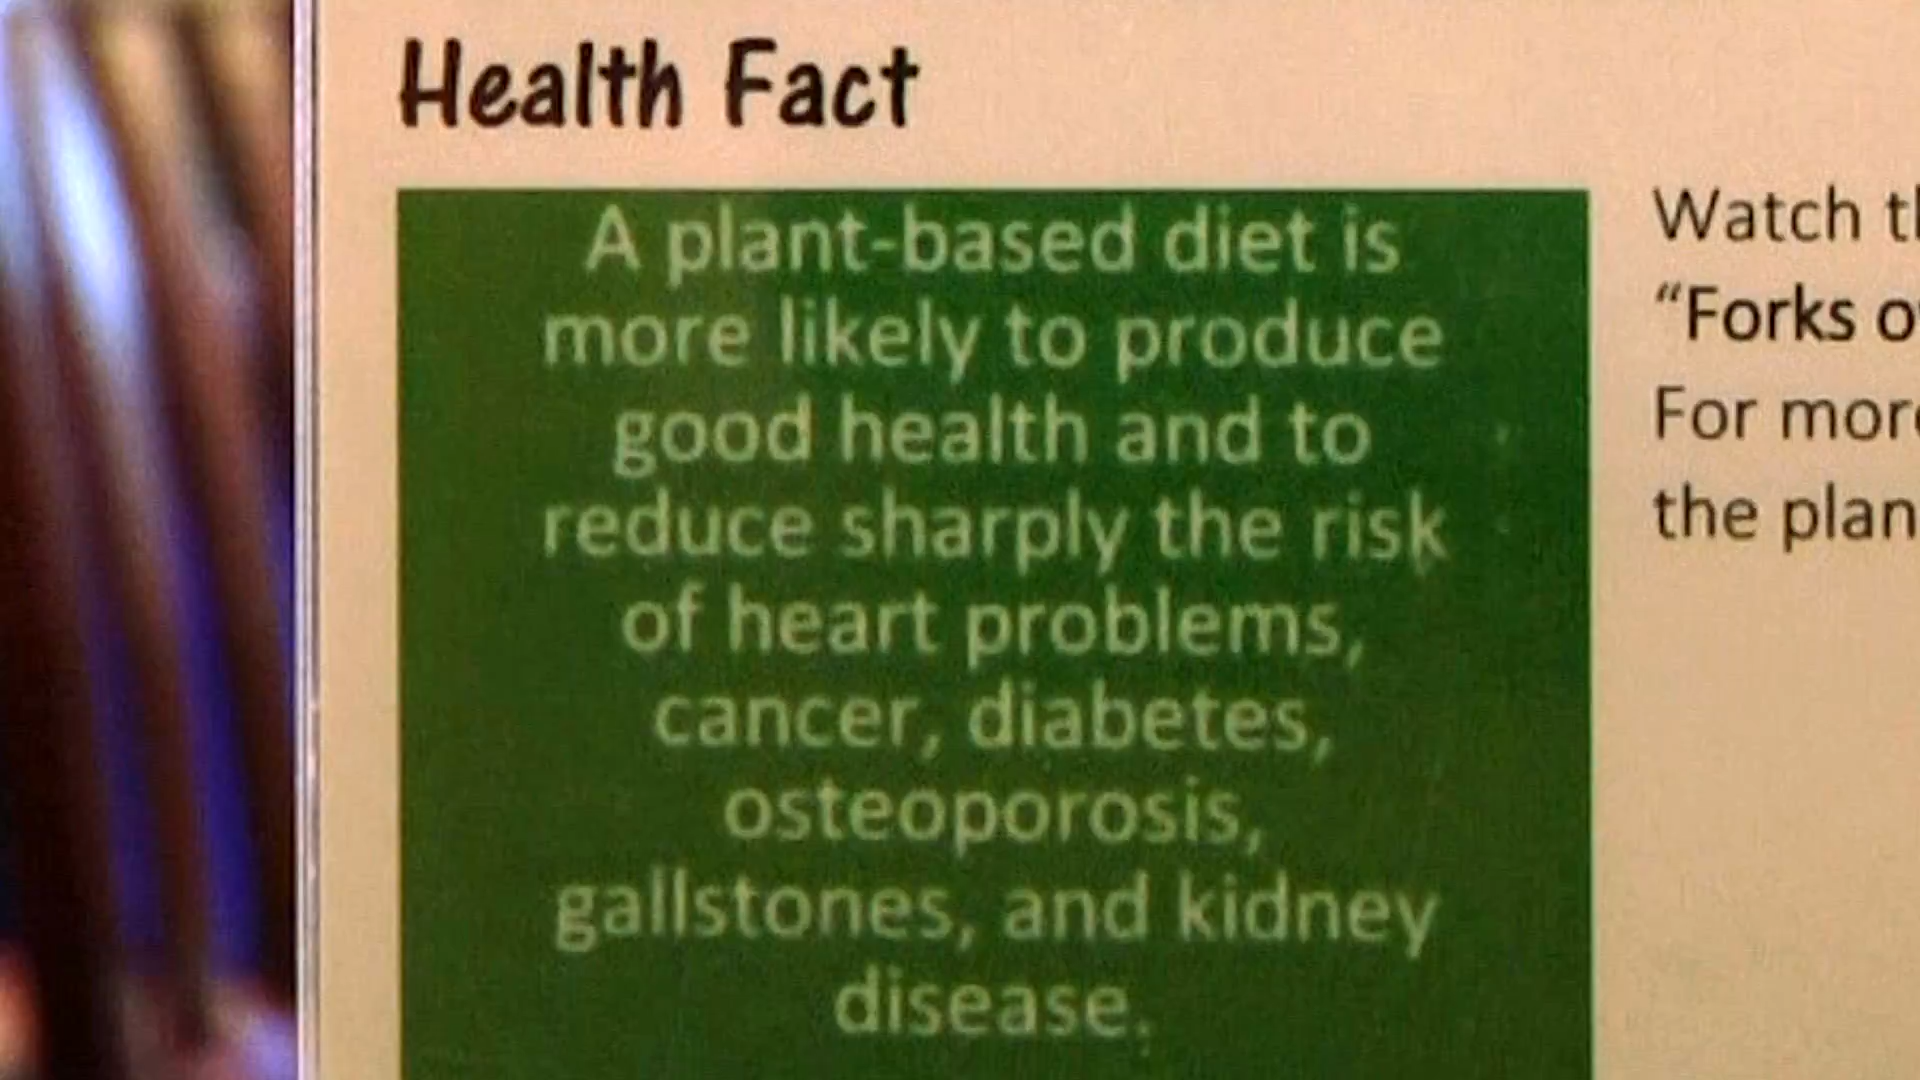 Health Fact
A plant-based diet is
more likely to produce
good health and to
reduce sharply the risk
of heart problems,
cancer, diabetes,
osteoporosis,
gallstones, and kidney
disease.
Watch
“Forks
For
the